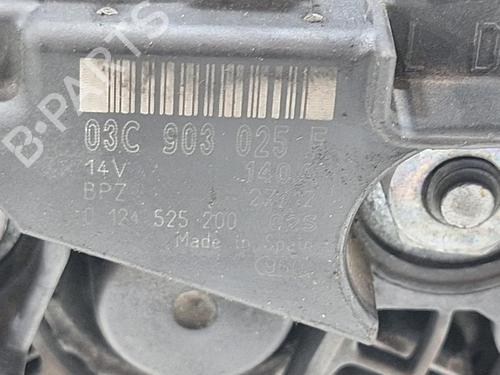 B-PARTS
L D
03C 903 025 E
14V 140A
BPZ
0 124 525 200
Made in Spain